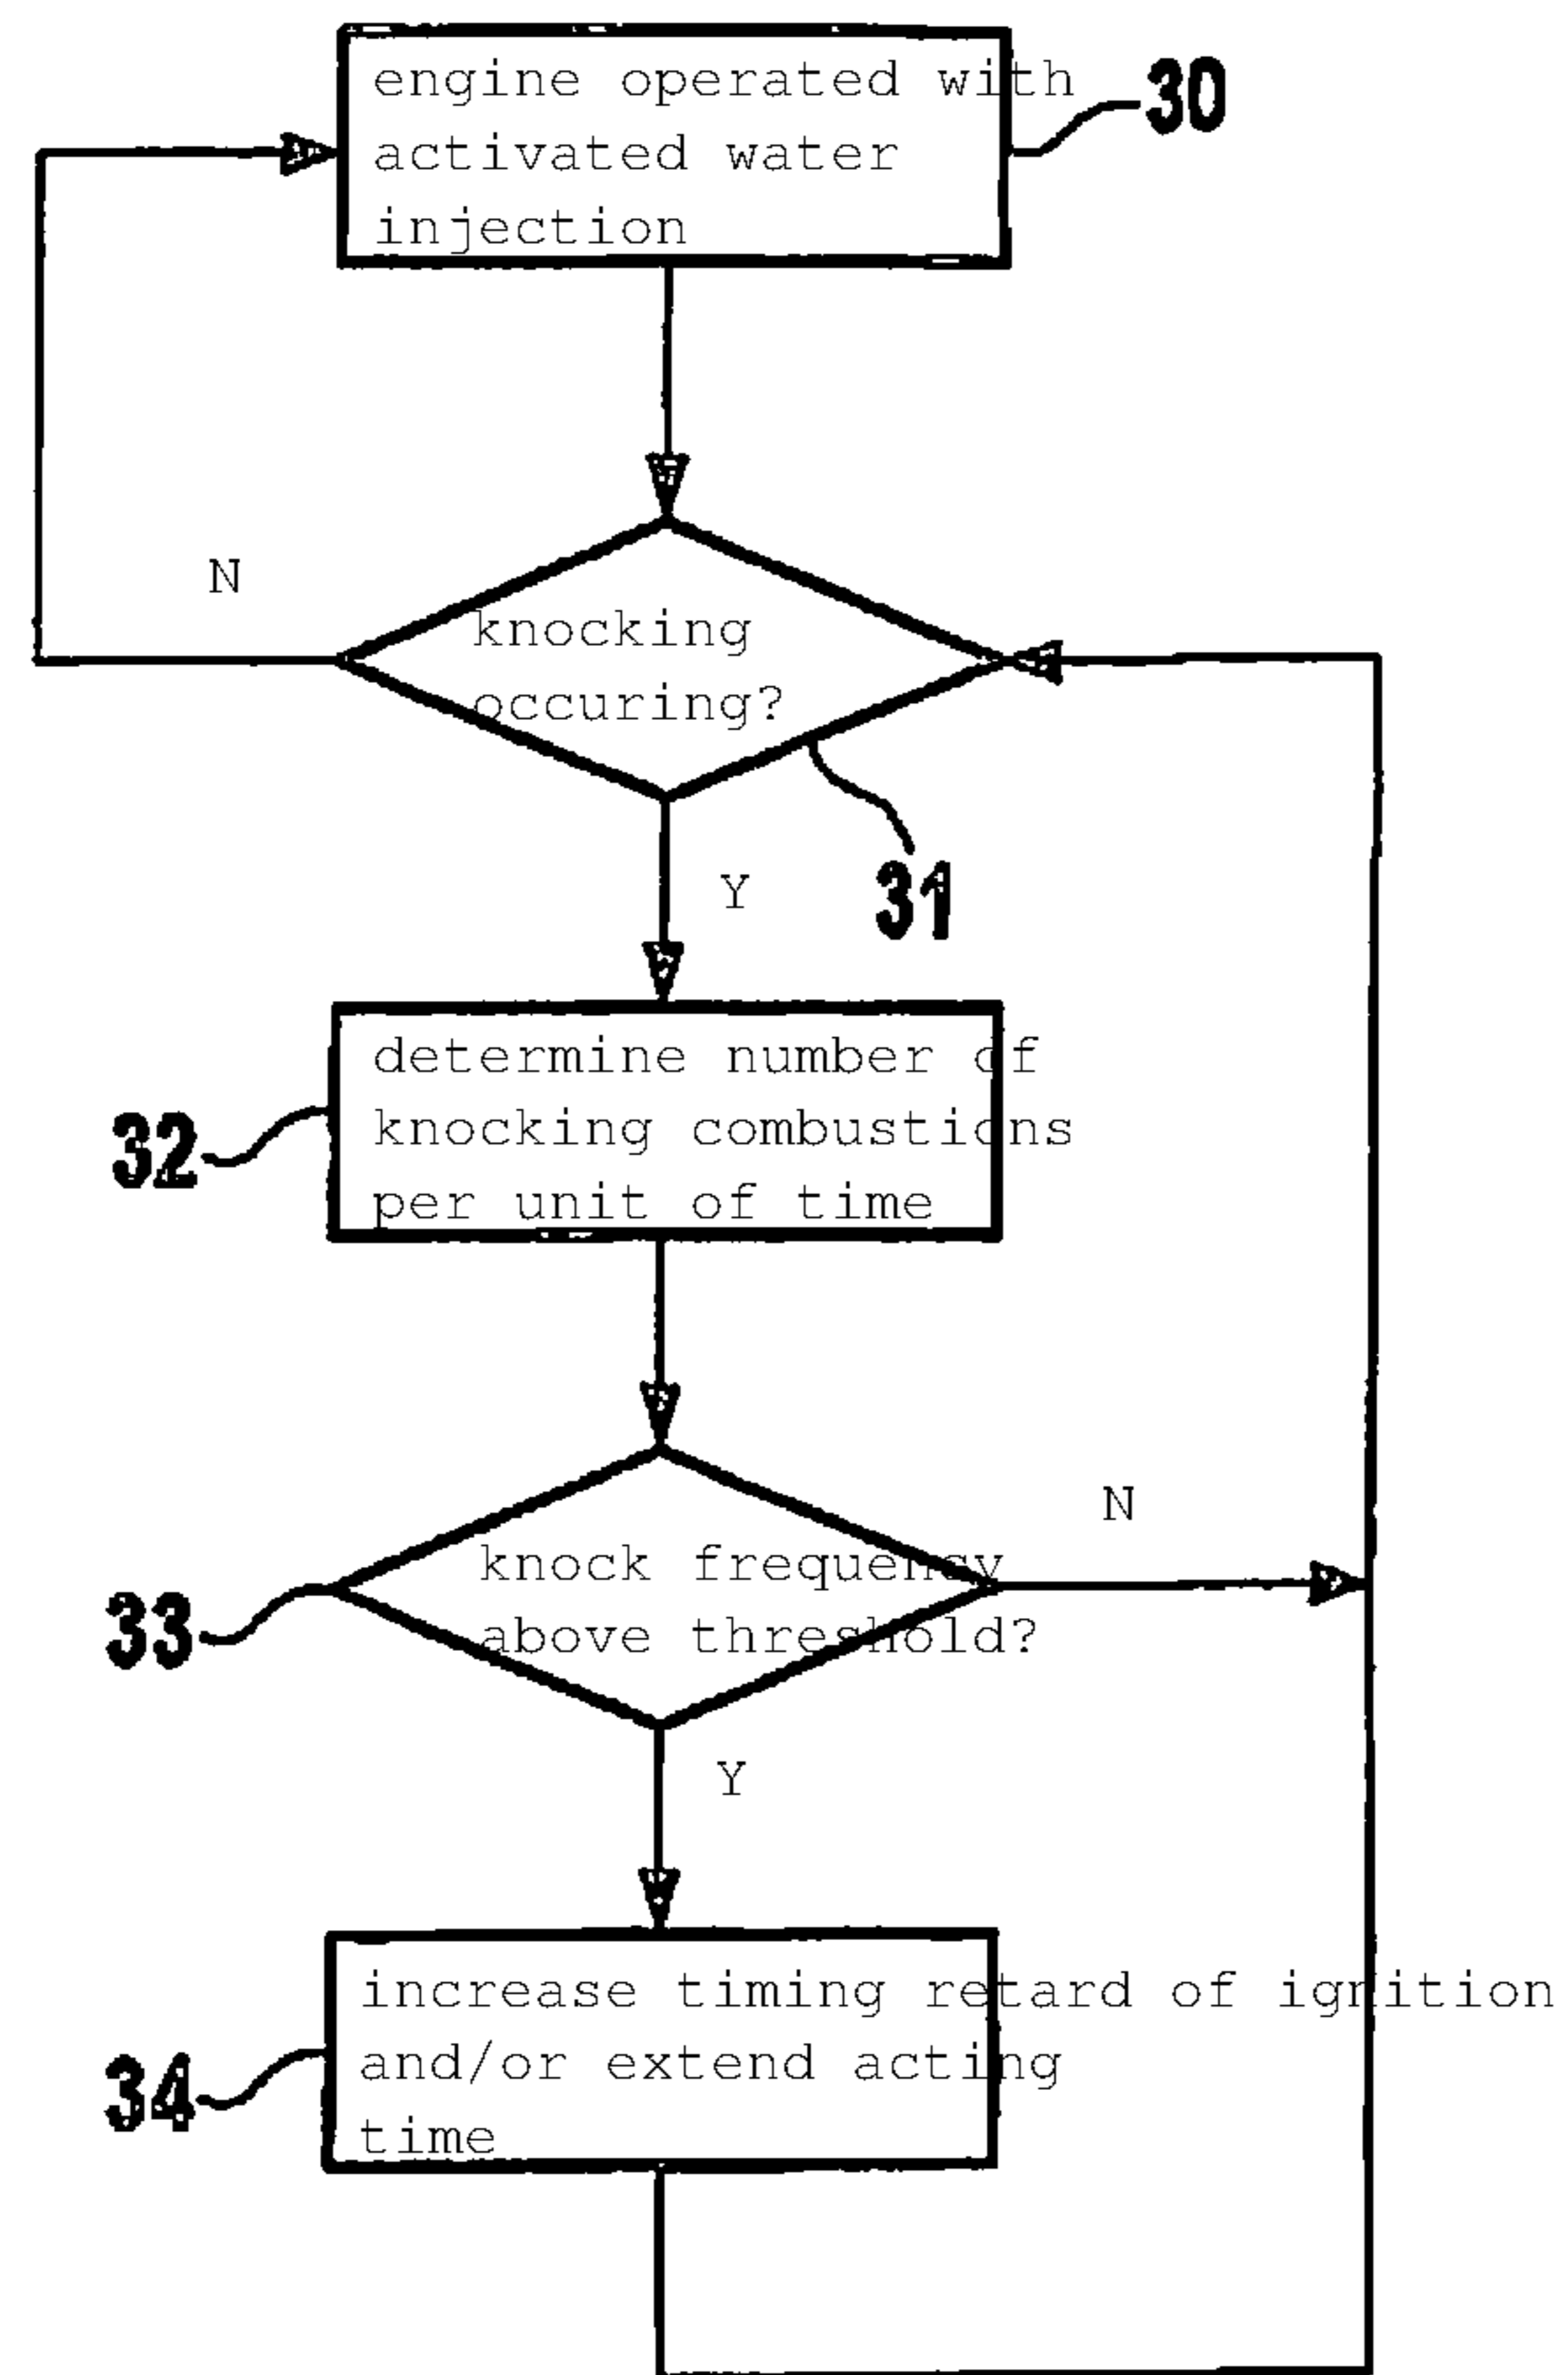 engine operated with
activated water
injection
30
N
knocking
occuring?
Y
31
determine number of
knocking combustions
per unit of time
32
N
knock frequency
above threshold?
33
Y
increase timing retard of ignition
and/or extend acting
time
34